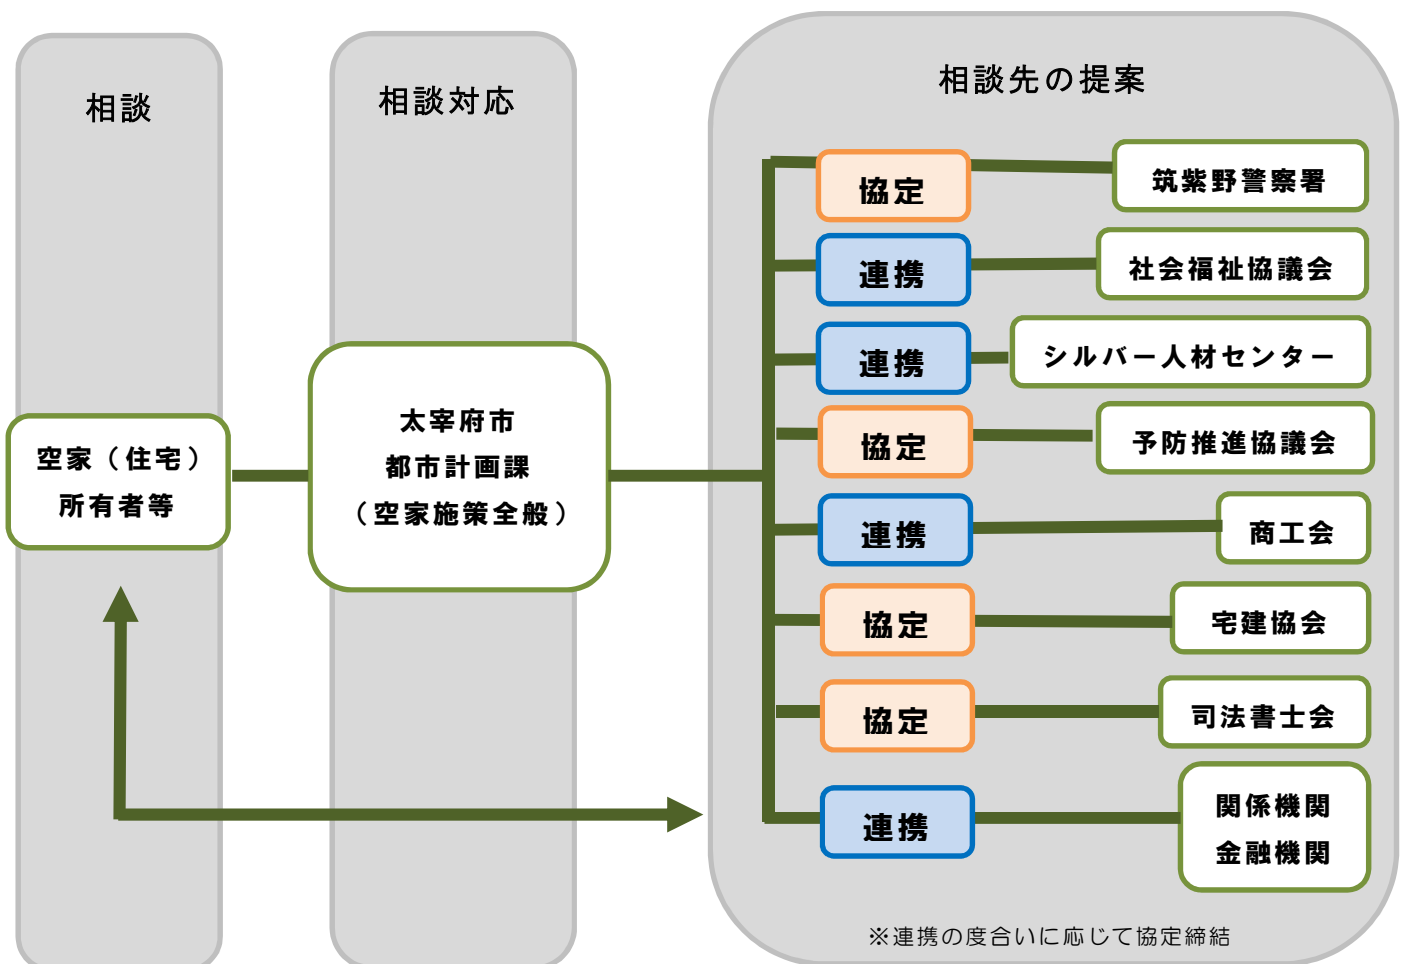 相談
相談対応
相談先の提案
空家（住宅）
所有者等
太宰府市
都市計画課
（空家施策全般）
協定
筑紫野警察署
連携
社会福祉協議会
連携
シルバー人材センター
協定
予防推進協議会
連携
商工会
協定
宅建協会
協定
司法書士会
連携
関係機関
金融機関
※連携の度合いに応じて協定締結